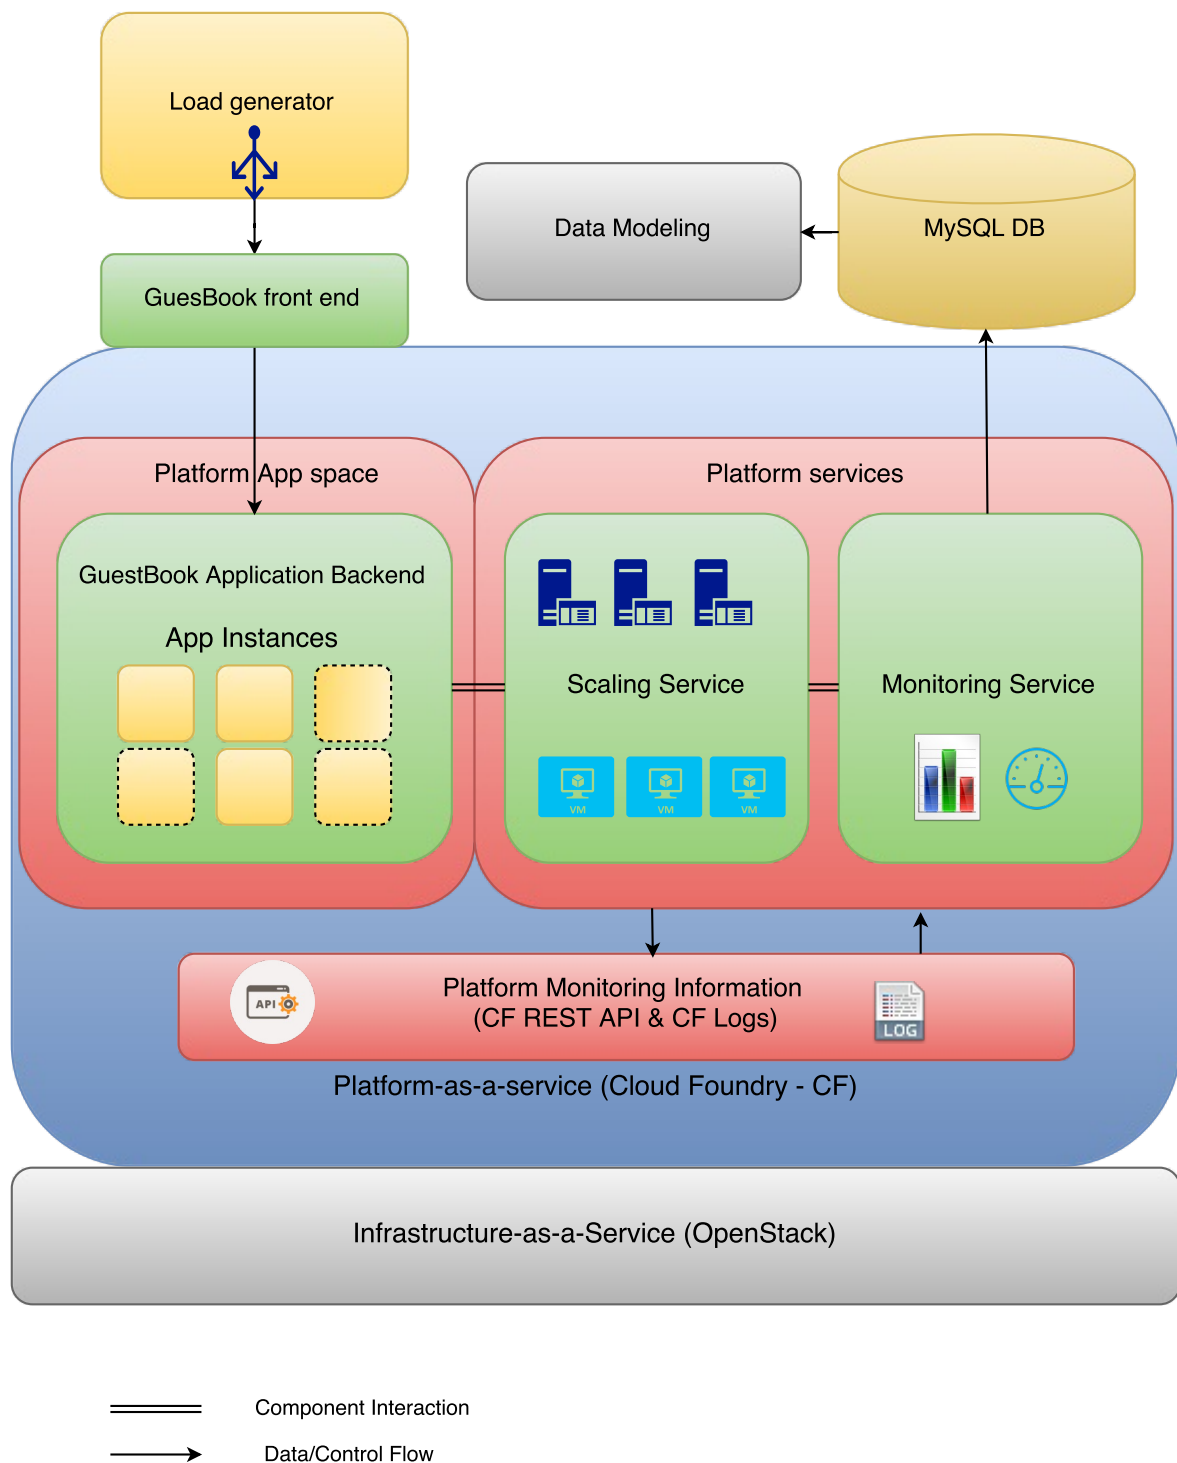 Load generator
GuesBook front end
Data Modeling
MySQL DB
Platform App space
Platform services
GuestBook Application Backend
App Instances
Scaling Service
VM
VM
VM
Monitoring Service
API
Platform Monitoring Information
(CF REST API & CF Logs)
LOG
Platform-as-a-service (Cloud Foundry - CF)
Infrastructure-as-a-Service (OpenStack)
Component Interaction
Data/Control Flow